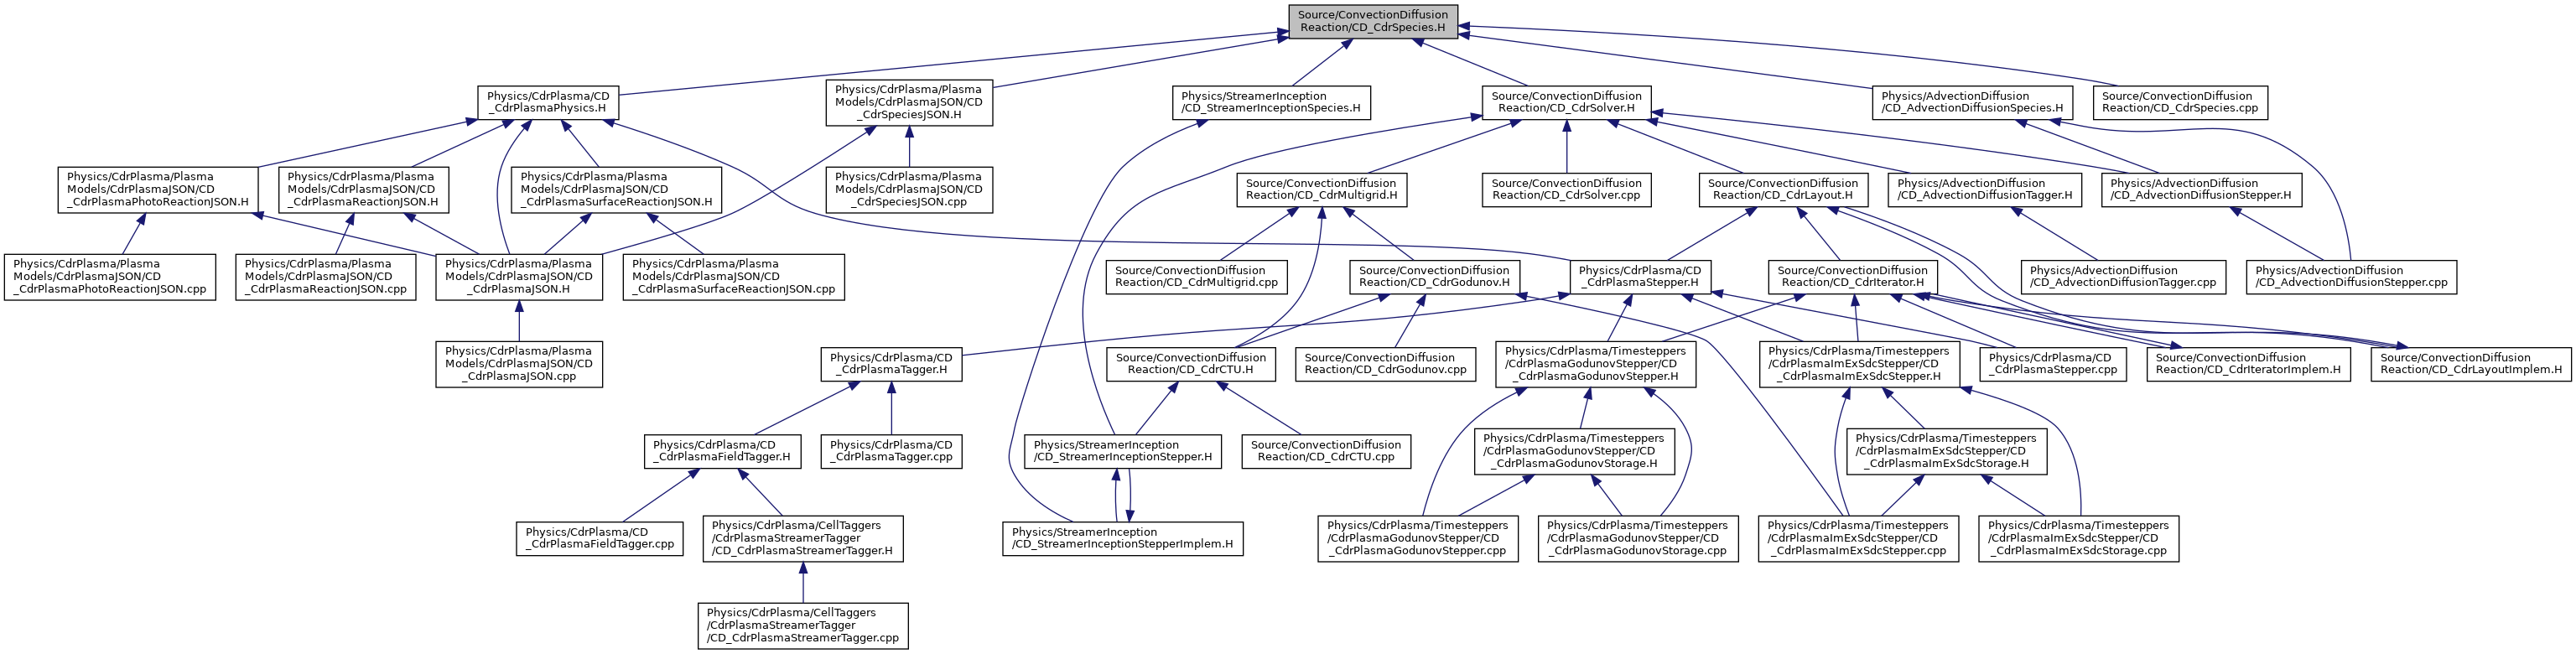 Source/ConvectionDiffusion
Reaction/CD_CdrSpecies.H
Physics/CdrPlasma/CD
_CdrPlasmaPhysics.H
Physics/CdrPlasma/Plasma
Models/CdrPlasmaJSON/CD
_CdrSpeciesJSON.H
Physics/StreamerInception
/CD_StreamerInceptionSpecies.H
Source/ConvectionDiffusion
Reaction/CD_CdrSolver.H
Physics/AdvectionDiffusion
/CD_AdvectionDiffusionSpecies.H
Source/ConvectionDiffusion
Reaction/CD_CdrSpecies.cpp
Physics/CdrPlasma/Plasma
Models/CdrPlasmaJSON/CD
_CdrPlasmaPhotoReactionJSON.H
Physics/CdrPlasma/Plasma
Models/CdrPlasmaJSON/CD
_CdrPlasmaReactionJSON.H
Physics/CdrPlasma/Plasma
Models/CdrPlasmaJSON/CD
_CdrPlasmaSurfaceReactionJSON.H
Physics/CdrPlasma/Plasma
Models/CdrPlasmaJSON/CD
_CdrSpeciesJSON.cpp
Source/ConvectionDiffusion
Reaction/CD_CdrMultigrid.H
Source/ConvectionDiffusion
Reaction/CD_CdrSolver.cpp
Source/ConvectionDiffusion
Reaction/CD_CdrLayout.H
Physics/AdvectionDiffusion
/CD_AdvectionDiffusionTagger.H
Physics/AdvectionDiffusion
/CD_AdvectionDiffusionStepper.H
Physics/CdrPlasma/Plasma
Models/CdrPlasmaJSON/CD
_CdrPlasmaPhotoReactionJSON.cpp
Physics/CdrPlasma/Plasma
Models/CdrPlasmaJSON/CD
_CdrPlasmaReactionJSON.cpp
Physics/CdrPlasma/Plasma
Models/CdrPlasmaJSON/CD
_CdrPlasmaJSON.H
Physics/CdrPlasma/Plasma
Models/CdrPlasmaJSON/CD
_CdrPlasmaSurfaceReactionJSON.cpp
Source/ConvectionDiffusion
Reaction/CD_CdrMultigrid.cpp
Source/ConvectionDiffusion
Reaction/CD_CdrGodunov.H
Physics/CdrPlasma/CD
_CdrPlasmaStepper.H
Source/ConvectionDiffusion
Reaction/CD_CdrIterator.H
Physics/AdvectionDiffusion
/CD_AdvectionDiffusionTagger.cpp
Physics/AdvectionDiffusion
/CD_AdvectionDiffusionStepper.cpp
Physics/CdrPlasma/Plasma
Models/CdrPlasmaJSON/CD
_CdrPlasmaJSON.cpp
Physics/CdrPlasma/CD
_CdrPlasmaTagger.H
Source/ConvectionDiffusion
Reaction/CD_CdrCTU.H
Source/ConvectionDiffusion
Reaction/CD_CdrGodunov.cpp
Physics/CdrPlasma/Timesteppers
/CdrPlasmaGodunovStepper/CD
_CdrPlasmaGodunovStepper.H
Physics/CdrPlasma/Timesteppers
/CdrPlasmaImExSdcStepper/CD
_CdrPlasmaImExSdcStepper.H
Physics/CdrPlasma/CD
_CdrPlasmaStepper.cpp
Source/ConvectionDiffusion
Reaction/CD_CdrIteratorImplem.H
Source/ConvectionDiffusion
Reaction/CD_CdrLayoutImplem.H
Physics/CdrPlasma/CD
_CdrPlasmaFieldTagger.H
Physics/CdrPlasma/CD
_CdrPlasmaTagger.cpp
Physics/StreamerInception
/CD_StreamerInceptionStepper.H
Source/ConvectionDiffusion
Reaction/CD_CdrCTU.cpp
Physics/CdrPlasma/Timesteppers
/CdrPlasmaGodunovStepper/CD
_CdrPlasmaGodunovStorage.H
Physics/CdrPlasma/Timesteppers
/CdrPlasmaImExSdcStepper/CD
_CdrPlasmaImExSdcStorage.H
Physics/CdrPlasma/CD
_CdrPlasmaFieldTagger.cpp
Physics/CdrPlasma/CellTaggers
/CdrPlasmaStreamerTagger
/CD_CdrPlasmaStreamerTagger.H
Physics/StreamerInception
/CD_StreamerInceptionStepperImplem.H
Physics/CdrPlasma/Timesteppers
/CdrPlasmaGodunovStepper/CD
_CdrPlasmaGodunovStepper.cpp
Physics/CdrPlasma/Timesteppers
/CdrPlasmaGodunovStepper/CD
_CdrPlasmaGodunovStorage.cpp
Physics/CdrPlasma/Timesteppers
/CdrPlasmaImExSdcStepper/CD
_CdrPlasmaImExSdcStepper.cpp
Physics/CdrPlasma/Timesteppers
/CdrPlasmaImExSdcStepper/CD
_CdrPlasmaImExSdcStorage.cpp
Physics/CdrPlasma/CellTaggers
/CdrPlasmaStreamerTagger
/CD_CdrPlasmaStreamerTagger.cpp